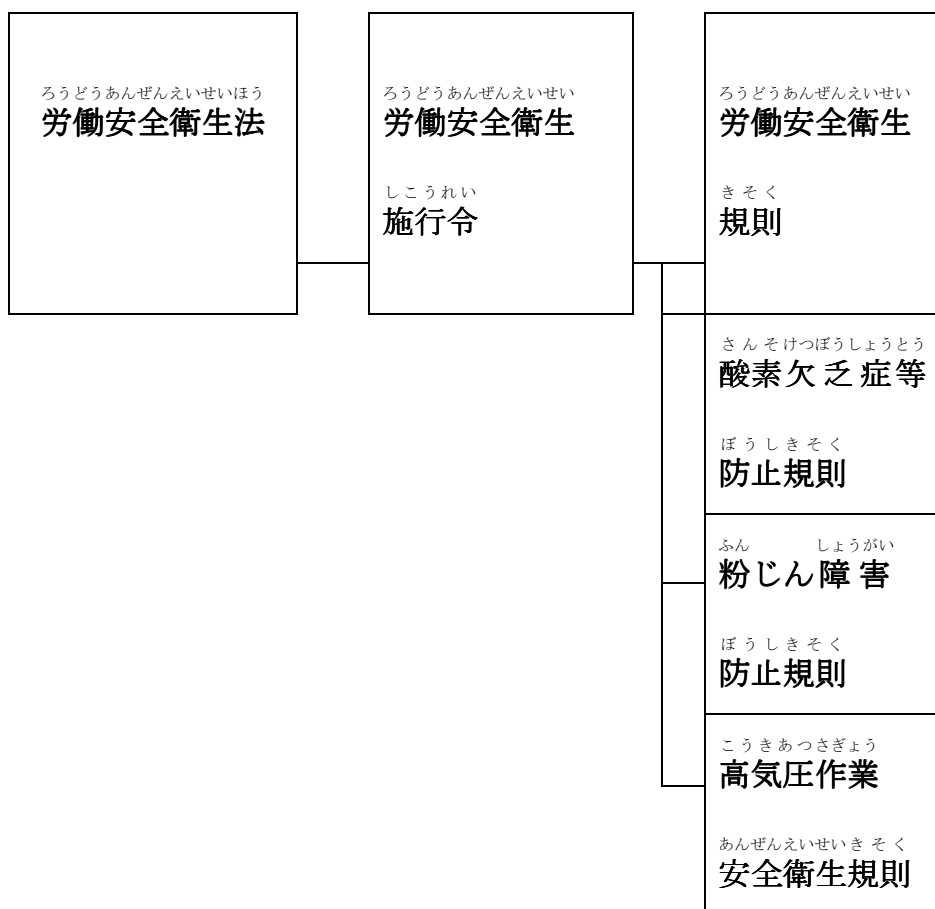 ろうどうあんぜんえいせいほう
労働安全衛生法
ろうどうあんぜんえいせい
労働安全衛生
しこうれい
施行令
ろうどうあんぜんえいせい
労働安全衛生
きそく
規則
さんそけつぼうしょうとう
酸素欠乏症等
ぼうしきそく
防止規則
ふん しょうがい
粉じん障害
ぼうしきそく
防止規則
こうきあつさぎょう
高気圧作業
あんぜんえいせいきそく
安全衛生規則